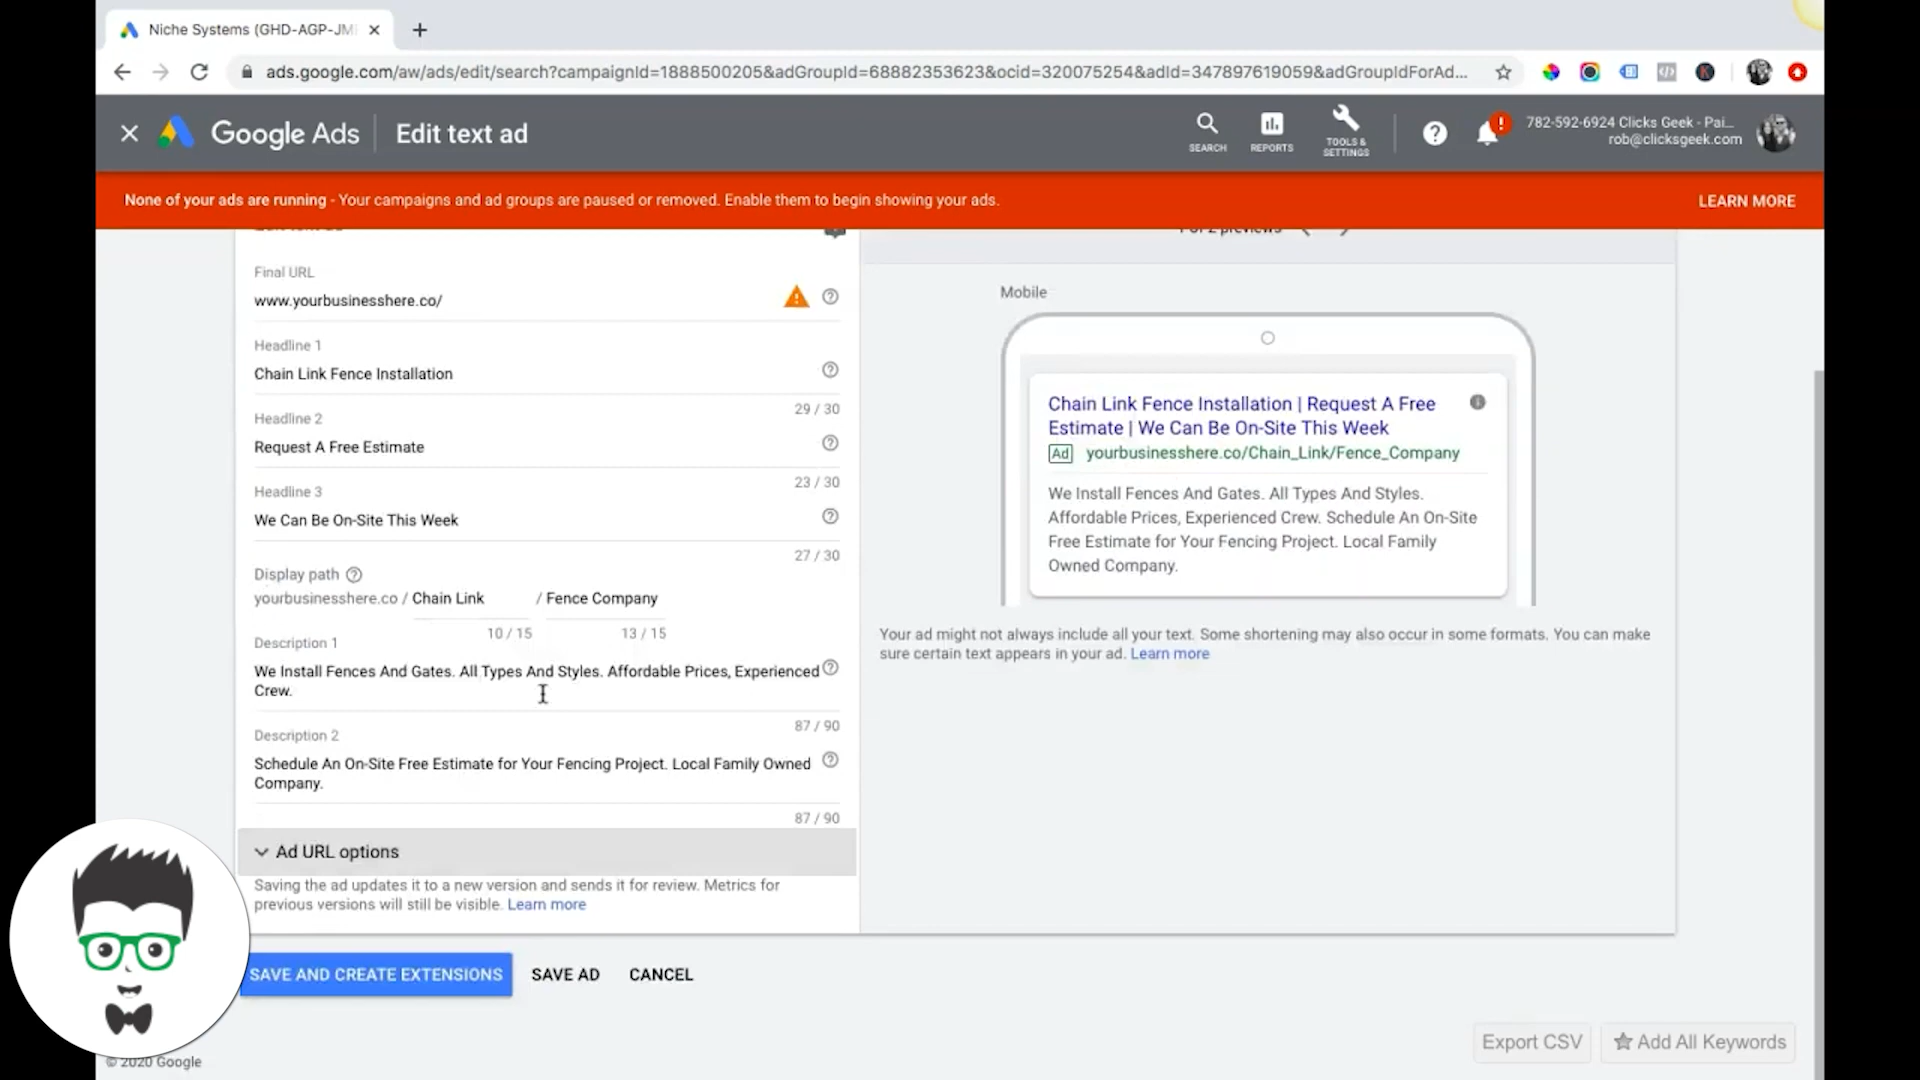 Niche Systems (GHD-AGP-JM
ads.google.com/aw/ads/edit/search?campaignId=1888500205&adGroupId=68882353623&ocid=320075254&adId=347897619059&adGroupIdForAd...
Google Ads
Edit text ad
SEARCH
REPORTS
TOOLS &
SETTINGS
782-592-6924 Clicks Geek - Pai...
rob@clicksgeek.com
None of your ads are running - Your campaigns and ad groups are paused or removed. Enable them to begin showing your ads.
LEARN MORE
Edit text ad
1 of 2 previews
Final URL
www.yourbusinesshere.co/
Headline 1
Chain Link Fence Installation
29 / 30
Headline 2
Request A Free Estimate
23 / 30
Headline 3
We Can Be On-Site This Week
27 / 30
Display path
yourbusinesshere.co / Chain Link / Fence Company
10 / 15
13 / 15
Description 1
We Install Fences And Gates. All Types And Styles. Affordable Prices, Experienced
Crew.
87 / 90
Description 2
Schedule An On-Site Free Estimate for Your Fencing Project. Local Family Owned
Company.
87 / 90
Ad URL options
Saving the ad updates it to a new version and sends it for review. Metrics for
previous versions will still be visible. Learn more
SAVE AND CREATE EXTENSIONS
SAVE AD
CANCEL
Mobile
Chain Link Fence Installation | Request A Free
Estimate | We Can Be On-Site This Week
Ad yourbusinesshere.co/Chain_Link/Fence_Company
We Install Fences And Gates. All Types And Styles.
Affordable Prices, Experienced Crew. Schedule An On-Site
Free Estimate for Your Fencing Project. Local Family
Owned Company.
Your ad might not always include all your text. Some shortening may also occur in some formats. You can make
sure certain text appears in your ad. Learn more
Export CSV
Add All Keywords
© 2020 Google